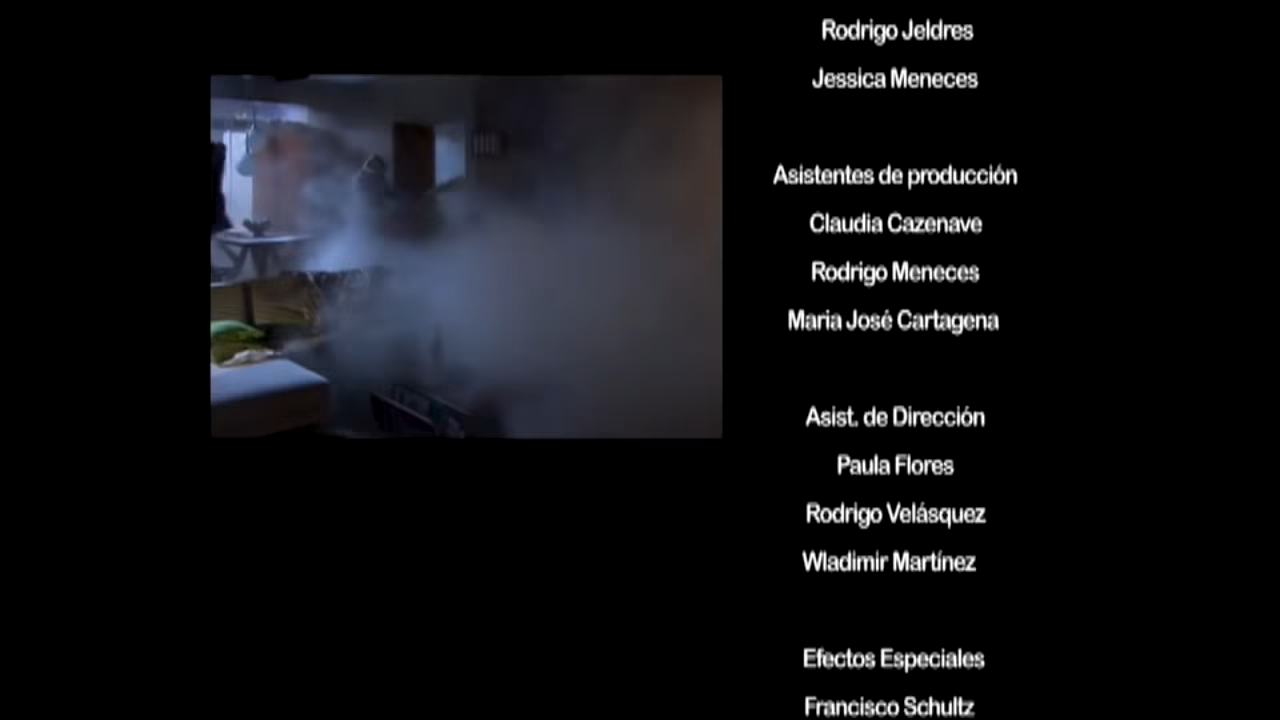 Rodrigo Jeldres
Jessica Meneces
Asistentes de producción
Claudia Cazenave
Rodrigo Meneces
Maria José Cartagena
Asist. de Dirección
Paula Flores
Rodrigo Velásquez
Wladimir Martínez
Efectos Especiales
Francisco Schultz